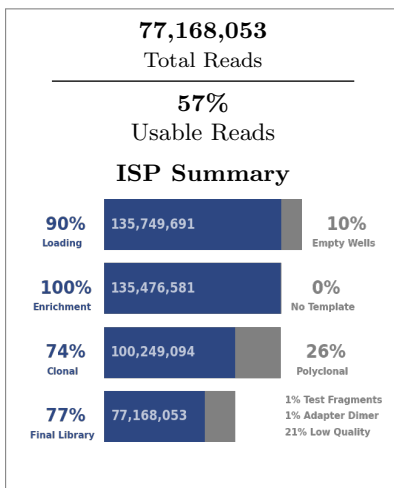 77,168,053
Total Reads
57%
Usable Reads
ISP Summary
90%
Loading
135,749,691
10%
Empty Wells
100%
Enrichment
135,476,581
0%
No Template
74%
Clonal
100,249,094
26%
Polyclonal
77%
Final Library
77,168,053
1% Test Fragments
1% Adapter Dimer
21% Low Quality